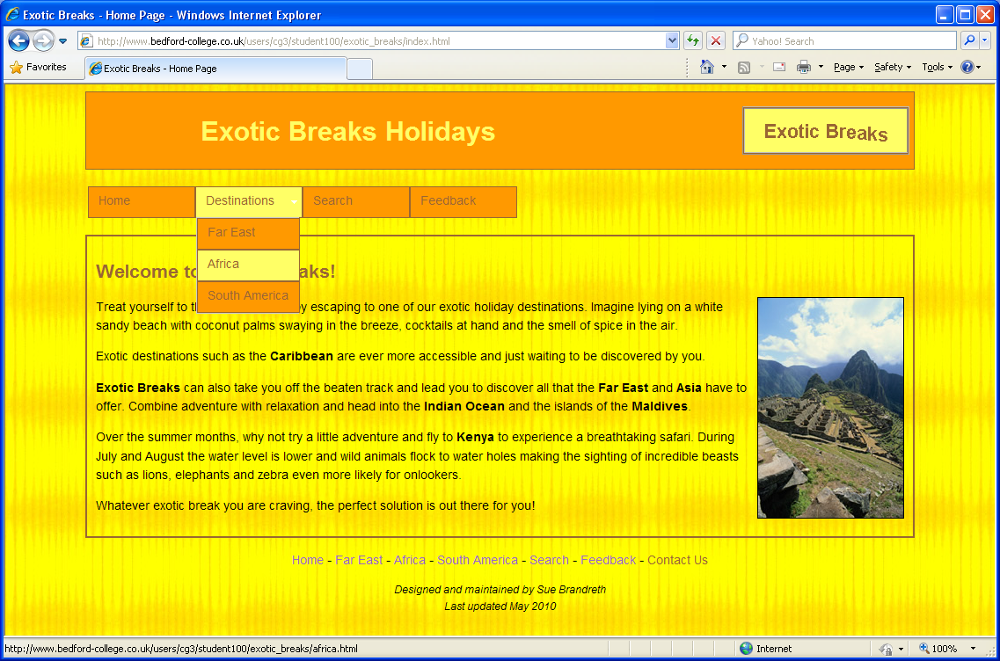 Exotic Breaks - Home Page - Windows Internet Explorer
http://www.bedford-college.co.uk/users/cg3/student100/exotic_breaks/index.html
Yahoo! Search
Favorites
Exotic Breaks - Home Page
Page
Safety
Tools
Exotic Breaks Holidays
Exotic Breaks
Home
Destinations
Search
Feedback
Far East
Africa
South America
Welcome to aks!
Treat yourself to by escaping to one of our exotic holiday destinations. Imagine lying on a white
sandy beach with coconut palms swaying in the breeze, cocktails at hand and the smell of spice in the air.
Exotic destinations such as the Caribbean are ever more accessible and just waiting to be discovered by you.
Exotic Breaks can also take you off the beaten track and lead you to discover all that the Far East and Asia have to
offer. Combine adventure with relaxation and head into the Indian Ocean and the islands of the Maldives.
Over the summer months, why not try a little adventure and fly to Kenya to experience a breathtaking safari. During
July and August the water level is lower and wild animals flock to water holes making the sighting of incredible beasts
such as lions, elephants and zebra even more likely for onlookers.
Whatever exotic break you are craving, the perfect solution is out there for you!
Home - Far East - Africa - South America - Search - Feedback - Contact Us
Designed and maintained by Sue Brandreth
Last updated May 2010
http://www.bedford-college.co.uk/users/cg3/student100/exotic_breaks/africa.html
Internet
100%